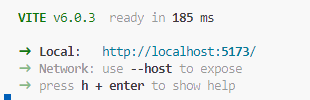 VITE v6.0.3 ready in 185 ms
➜ Local: http://localhost:5173/
➜ Network: use --host to expose
➜ press h + enter to show help